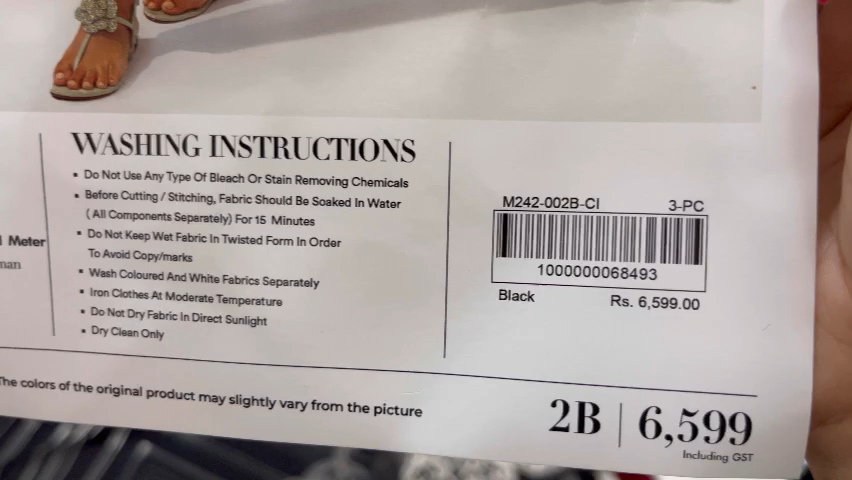 WASHING INSTRUCTIONS
• Do Not Use Any Type Of Bleach Or Stain Removing Chemicals
• Before Cutting / Stitching, Fabric Should Be Soaked In Water
( All Components Separately) For 15 Minutes
• Do Not Keep Wet Fabric In Twisted Form In Order
To Avoid Copy/marks
• Wash Coloured And White Fabrics Separately
• Iron Clothes At Moderate Temperature
• Do Not Dry Fabric In Direct Sunlight
• Dry Clean Only
Meter
M242-002B-CI 3-PC
1000000068493
Black Rs. 6,599.00
The colors of the original product may slightly vary from the picture
2B | 6,599
Including GST